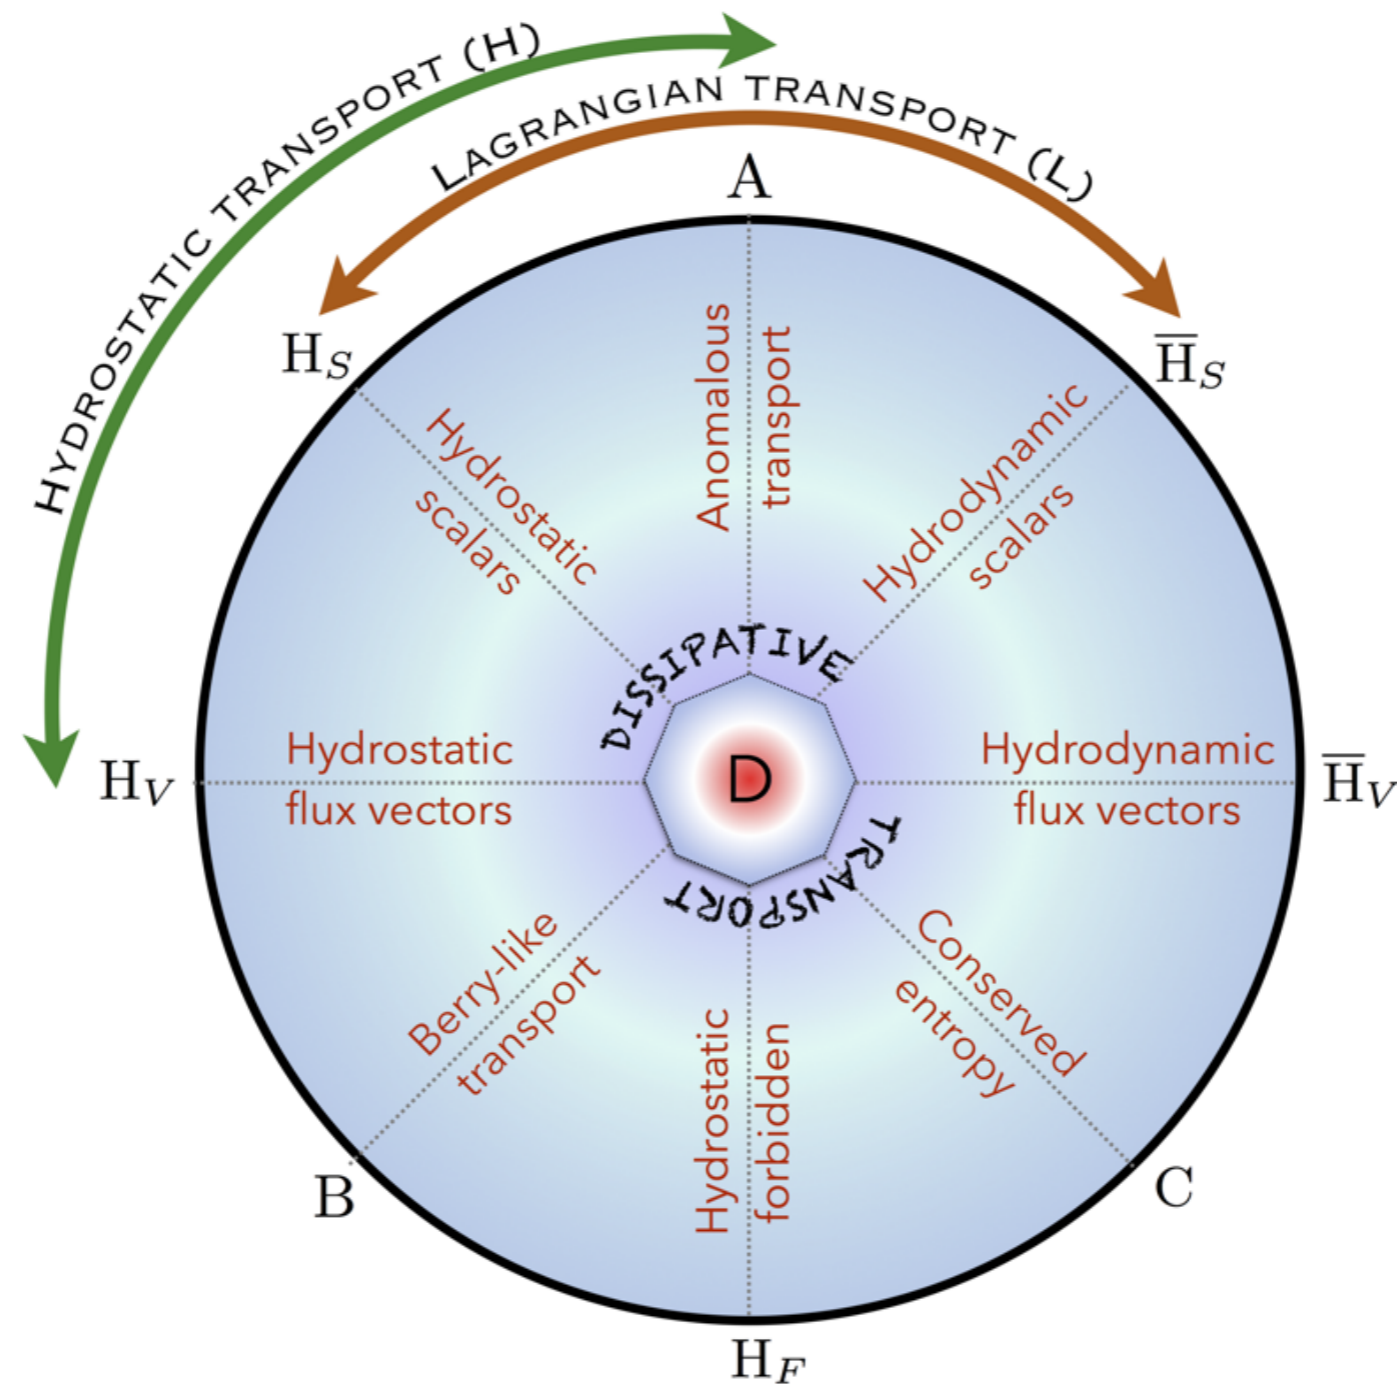 HYDROSTATIC TRANSPORT (H)
LAGRANGIAN TRANSPORT (L)
A
H_S
H̅_S
Anomalous
transport
Hydrostatic
scalars
Hydrodynamic
scalars
DISSIPATIVE
D
TRANSPORT
H_V
Hydrostatic
flux vectors
Hydrodynamic
flux vectors
H̅_V
Berry-like
transport
Hydrostatic
forbidden
Conserved
entropy
B
C
H_F